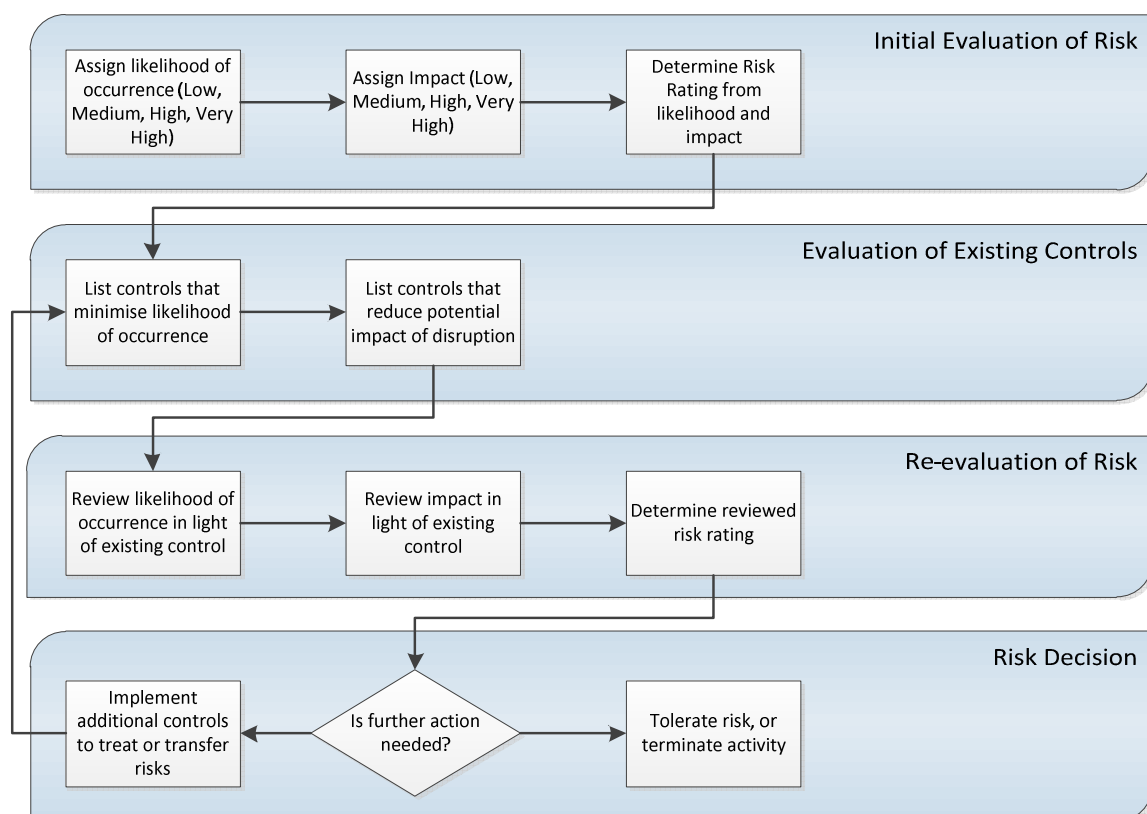 Initial Evaluation of Risk
Assign likelihood of
occurrence (Low,
Medium, High, Very
High)
Assign Impact (Low,
Medium, High, Very
High)
Determine Risk
Rating from
likelihood and
impact
Evaluation of Existing Controls
List controls that
minimise likelihood
of occurrence
List controls that
reduce potential
impact of disruption
Re-evaluation of Risk
Review likelihood of
occurrence in light
of existing control
Review impact in
light of existing
control
Determine reviewed
risk rating
Risk Decision
Implement
additional controls
to treat or transfer
risks
Is further action
needed?
Tolerate risk, or
terminate activity